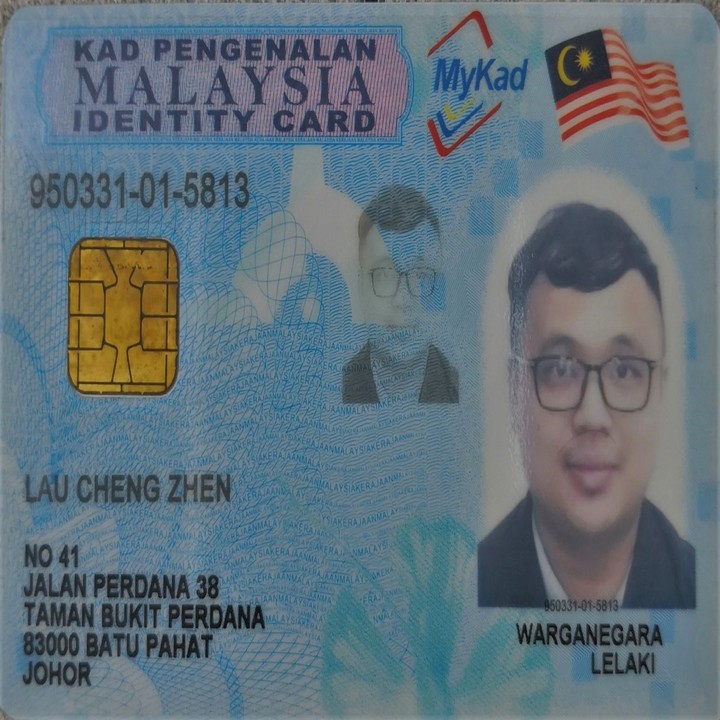 KAD PENGENALAN
MALAYSIA
IDENTITY CARD
MyKad
950331-01-5813
LAU CHENG ZHEN
NO 41
JALAN PERDANA 38
TAMAN BUKIT PERDANA
83000 BATU PAHAT
JOHOR
950331-01-5813
WARGANEGARA
LELAKI